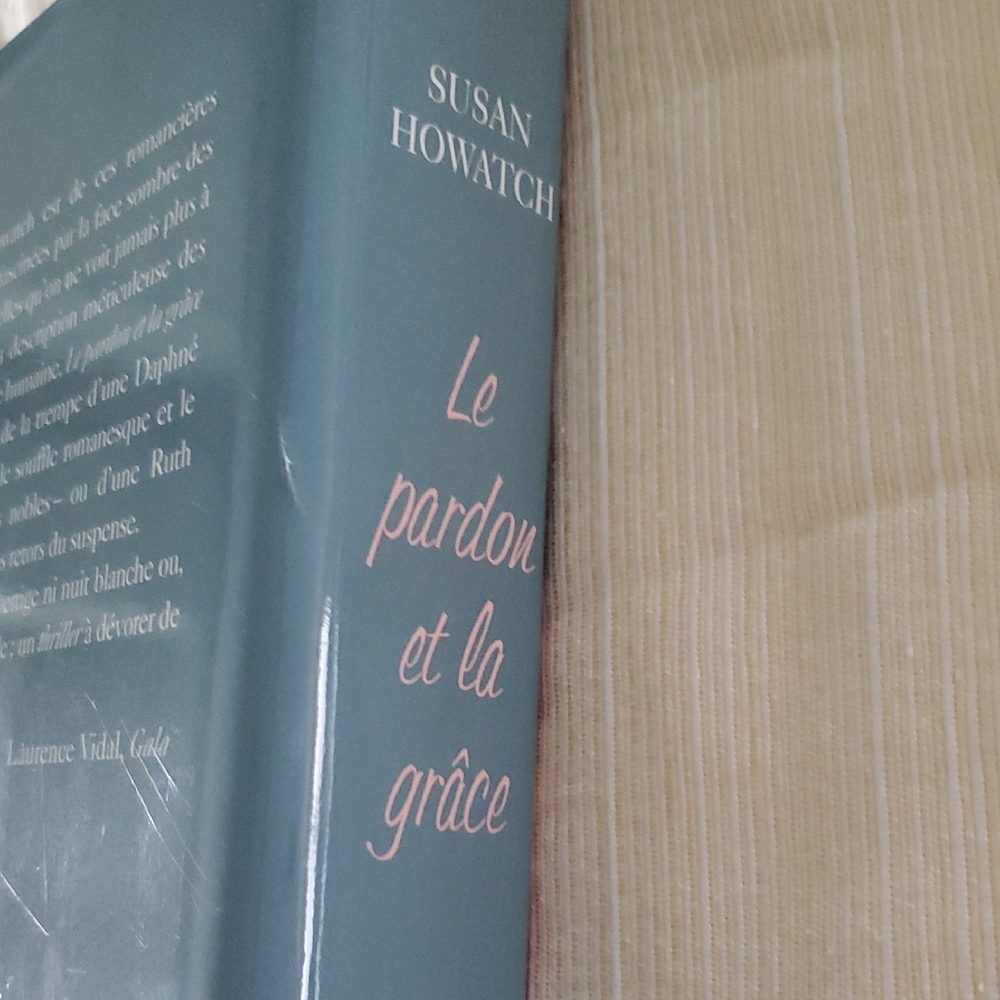 est de ces romancières
fascinées par la face sombre des
qu'on ne voit jamais plus à
description méticuleuse des
humaine. Le pardon et la grâce
de la trempe d'une Daphné
le souffle romanesque et le
nobles – ou d'une Ruth
retors du suspense.
ni nuit blanche ou,
un thriller à dévorer de
Laurence Vidal, Gala
SUSAN
HOWATCH
Le
pardon
et la
grâce